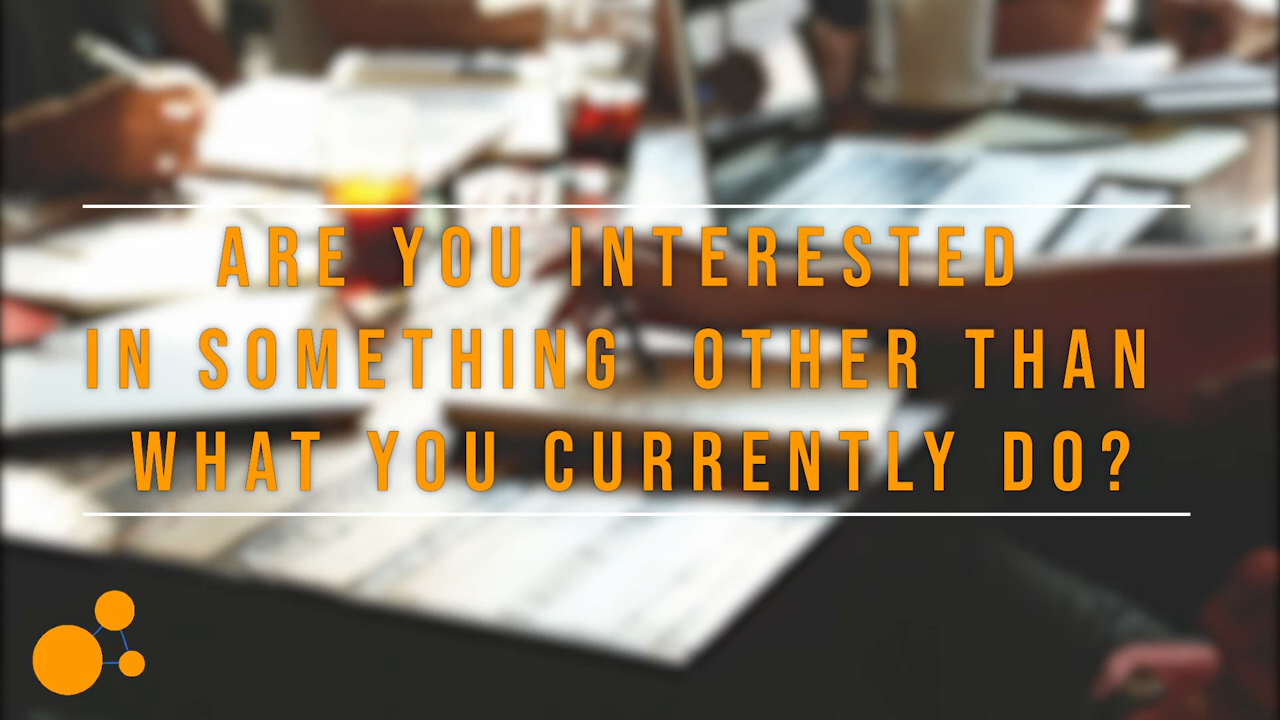 ARE YOU INTERESTED
IN SOMETHING OTHER THAN
WHAT YOU CURRENTLY DO?